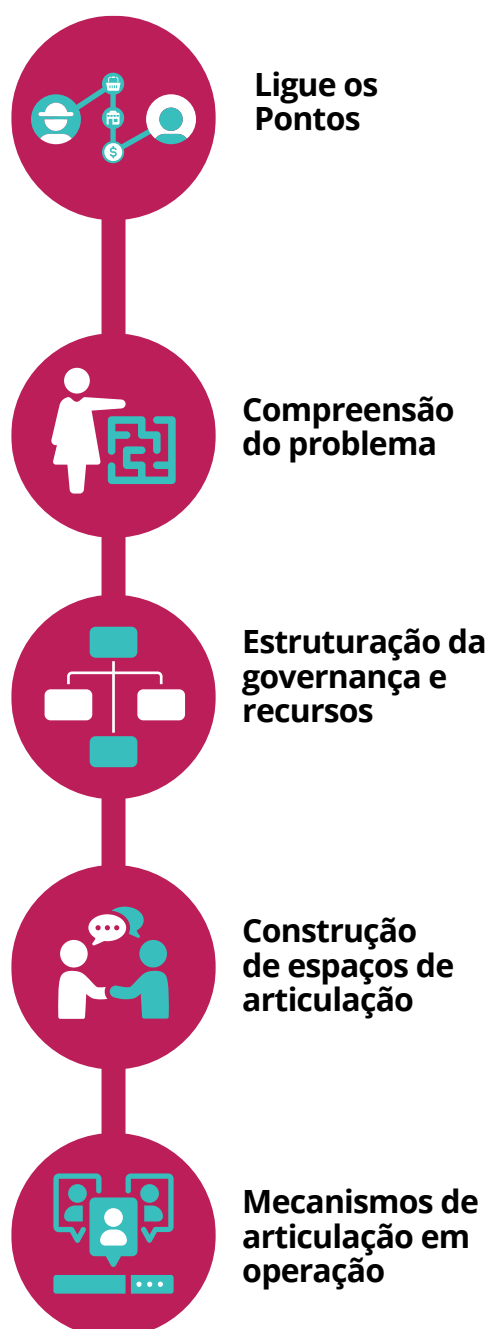 Ligue os
Pontos
$
Compreensão
do problema
Estruturação da
governança e
recursos
Construção
de espaços de
articulação
Mecanismos de
articulação em
operação